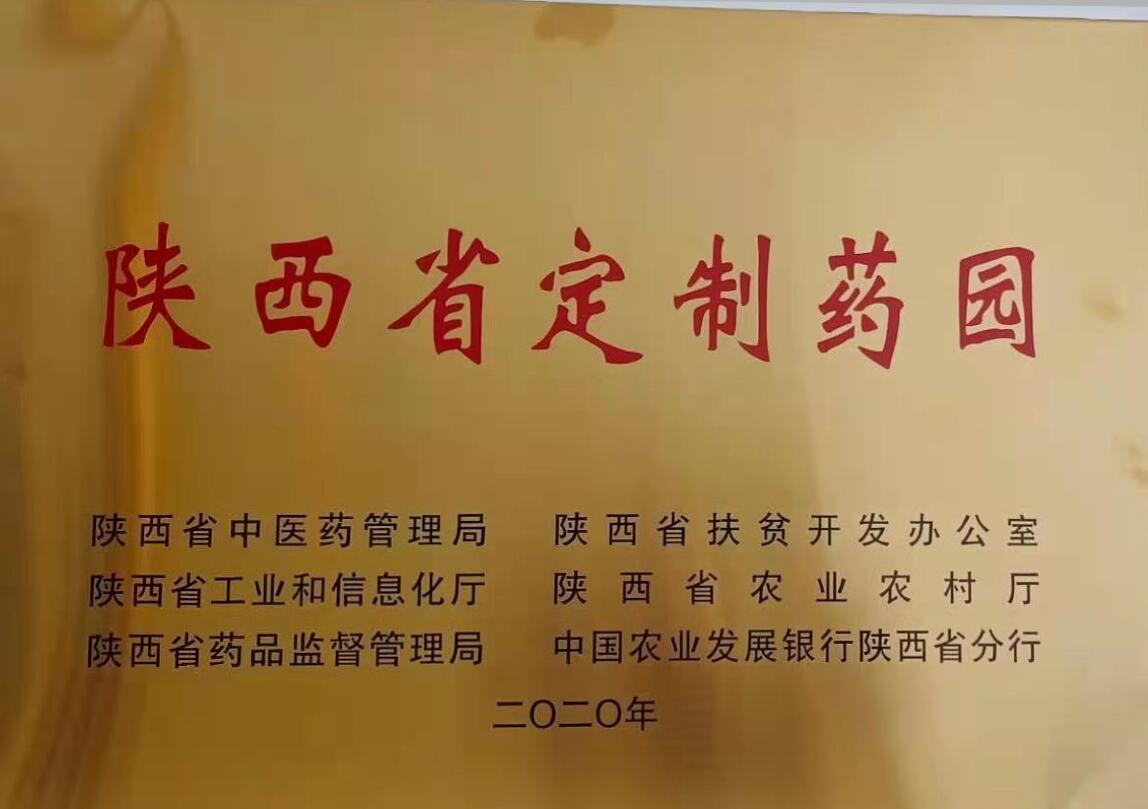 陕西省定制药园
陕西省中医药管理局 陕西省扶贫开发办公室
陕西省工业和信息化厅 陕西省农业农村厅
陕西省药品监督管理局 中国农业发展银行陕西省分行
二〇二〇年